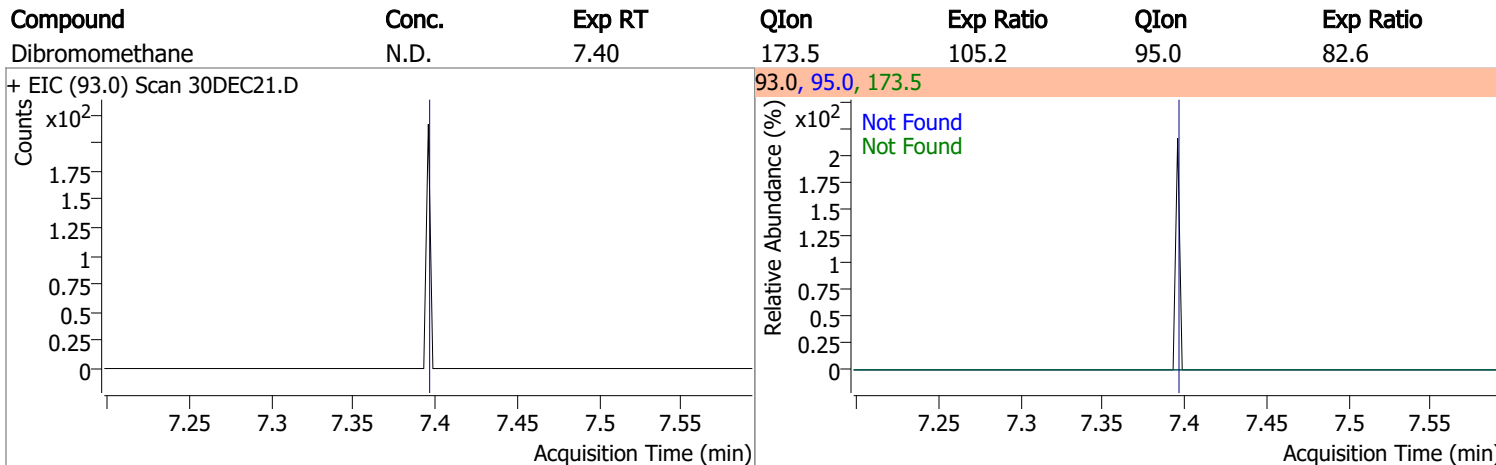 Compound Conc. Exp RT QIon Exp Ratio QIon Exp Ratio
Dibromomethane N.D. 7.40 173.5 105.2 95.0 82.6
+ EIC (93.0) Scan 30DEC21.D
Counts
x10²
1.75
1.5
1.25
1
0.75
0.5
0.25
0
7.25 7.3 7.35 7.4 7.45 7.5 7.55
Acquisition Time (min)
93.0, 95.0, 173.5
Relative Abundance (%)
x10²
Not Found
Not Found
2
1.75
1.5
1.25
1
0.75
0.5
0.25
0
7.25 7.3 7.35 7.4 7.45 7.5 7.55
Acquisition Time (min)